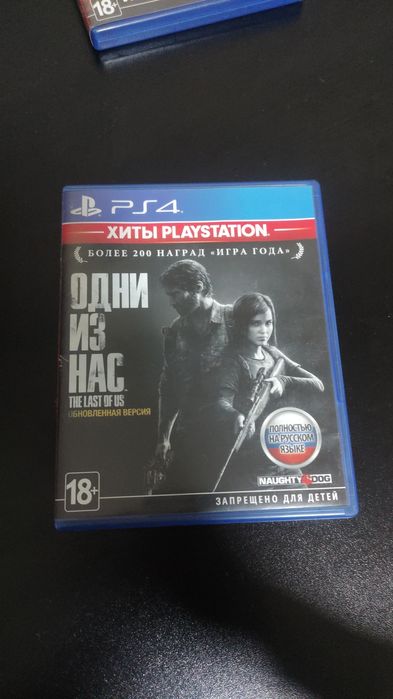 18+
PS4
ХИТЫ PLAYSTATION
БОЛЕЕ 200 НАГРАД «ИГРА ГОДА»
ОДНИ
ИЗ
НАС
THE LAST OF US
ОБНОВЛЕННАЯ ВЕРСИЯ
ПОЛНОСТЬЮ
НА РУССКОМ
ЯЗЫКЕ
NAUGHTY DOG
18+
ЗАПРЕЩЕНО ДЛЯ ДЕТЕЙ